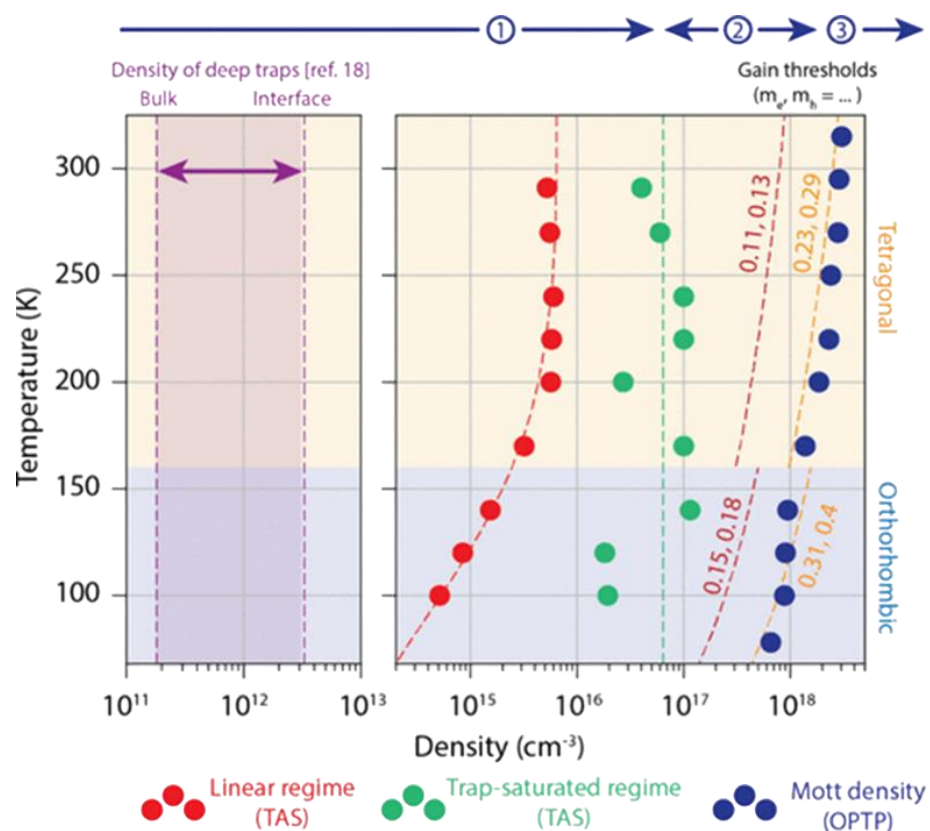 1
2
3
Density of deep traps [ref. 18]
Bulk
Interface
Gain thresholds
(mₑ, mₕ = ... )
Temperature (K)
300
250
200
150
100
0.11, 0.13
0.23, 0.29
0.15, 0.18
0.31, 0.4
Tetragonal
Orthorhombic
10¹¹
10¹²
10¹³
10¹⁵
10¹⁶
10¹⁷
10¹⁸
Density (cm⁻³)
Linear regime
(TAS)
Trap-saturated regime
(TAS)
Mott density
(OPTP)